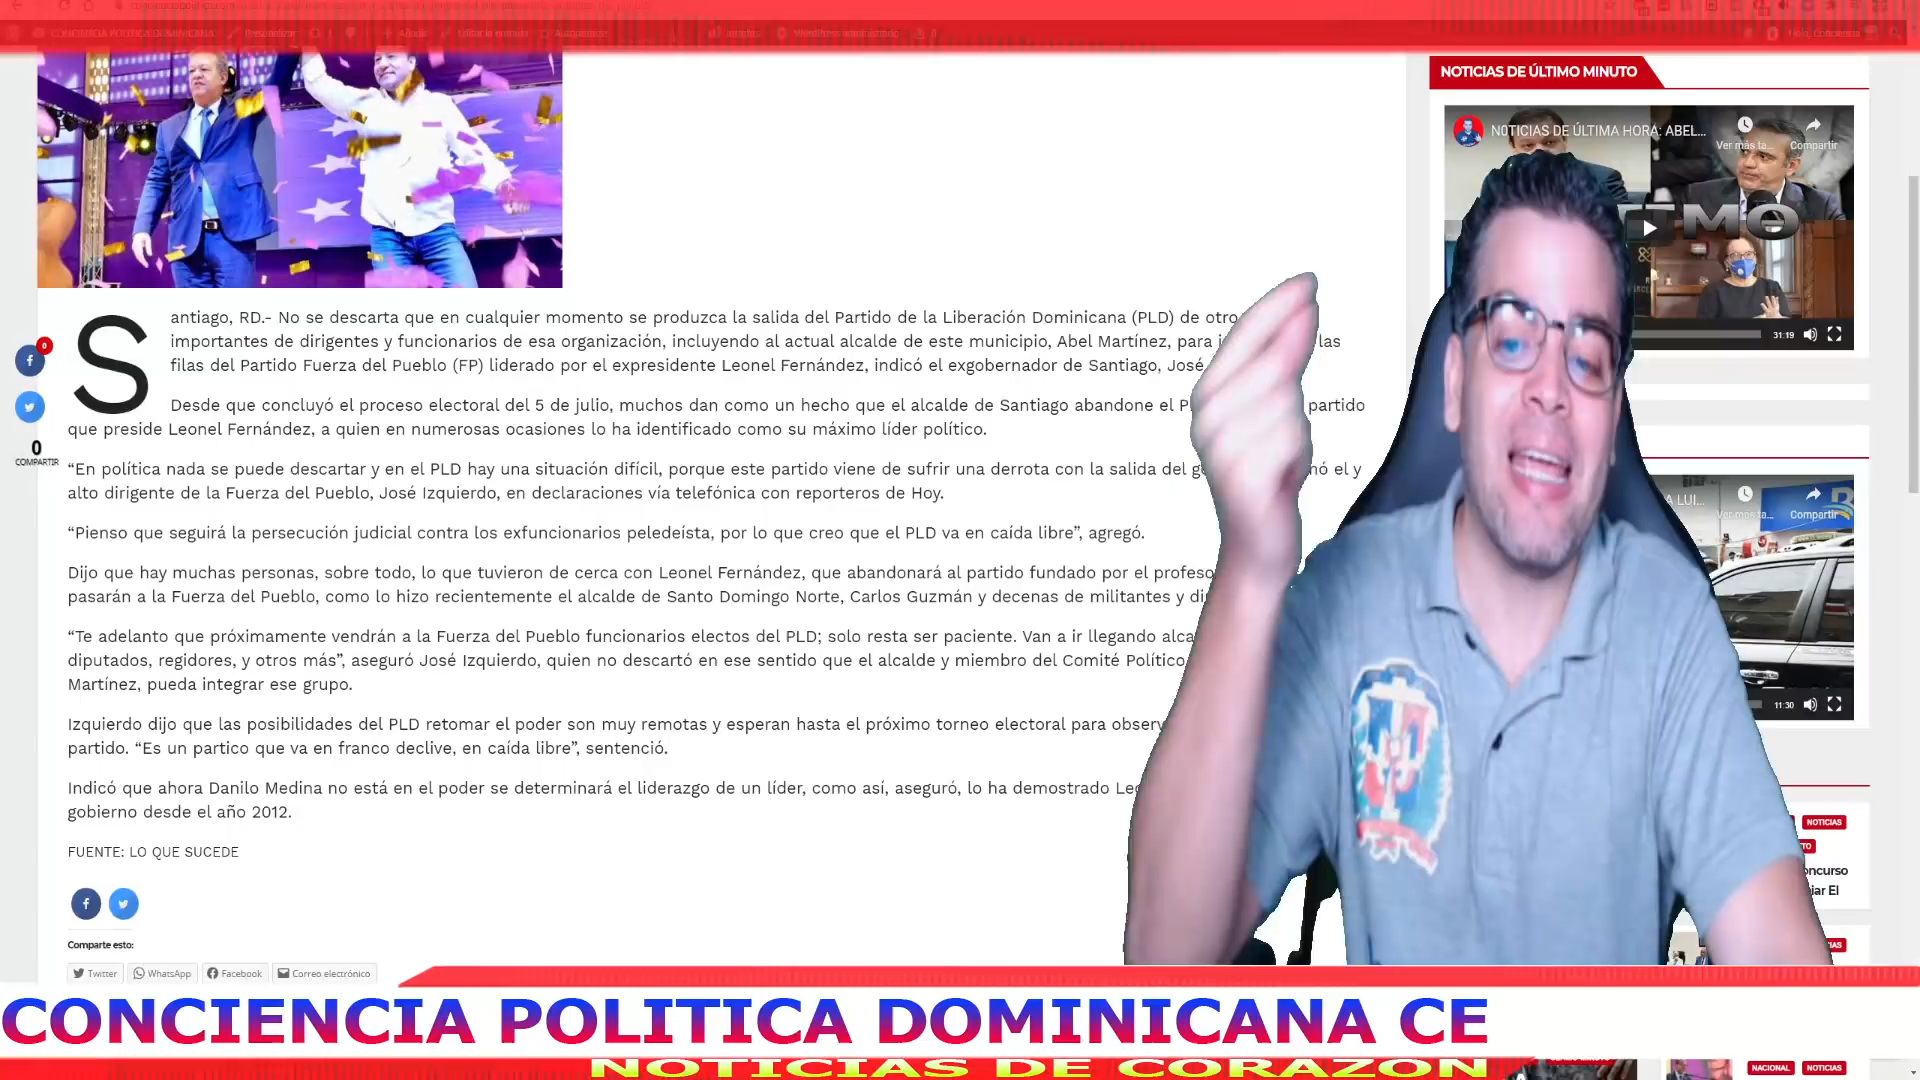 CONCIENCIA POLITICA DOMINICANA
Personalizar
NOTICIAS DE ÚLTIMO MINUTO
N0TICIAS DE ÚLTIMA HORA: ABEL...
Ver más ta...
Compartir
31:19
Santiago, RD.- No se descarta que en cualquier momento se produzca la salida del Partido de la Liberación Dominicana (PLD) de otro
importantes de dirigentes y funcionarios de esa organización, incluyendo al actual alcalde de este municipio, Abel Martínez, para las
filas del Partido Fuerza del Pueblo (FP) liderado por el expresidente Leonel Fernández, indicó el exgobernador de Santiago, José
0
Desde que concluyó el proceso electoral del 5 de julio, muchos dan como un hecho que el alcalde de Santiago abandone el partido
que preside Leonel Fernández, a quien en numerosas ocasiones lo ha identificado como su máximo líder político.
0
COMPARTIR
“En política nada se puede descartar y en el PLD hay una situación difícil, porque este partido viene de sufrir una derrota con la salida del el y
alto dirigente de la Fuerza del Pueblo, José Izquierdo, en declaraciones vía telefónica con reporteros de Hoy.
“Pienso que seguirá la persecución judicial contra los exfuncionarios peledeísta, por lo que creo que el PLD va en caída libre”, agregó.
Dijo que hay muchas personas, sobre todo, lo que tuvieron de cerca con Leonel Fernández, que abandonará al partido fundado por el
pasarán a la Fuerza del Pueblo, como lo hizo recientemente el alcalde de Santo Domingo Norte, Carlos Guzmán y decenas de militantes y
“Te adelanto que próximamente vendrán a la Fuerza del Pueblo funcionarios electos del PLD; solo resta ser paciente. Van a ir llegando
diputados, regidores, y otros más”, aseguró José Izquierdo, quien no descartó en ese sentido que el alcalde y miembro del Comité Político
Martínez, pueda integrar ese grupo.
Izquierdo dijo que las posibilidades del PLD retomar el poder son muy remotas y esperan hasta el próximo torneo electoral para
partido. “Es un partico que va en franco declive, en caída libre”, sentenció.
Indicó que ahora Danilo Medina no está en el poder se determinará el liderazgo de un líder, como así, aseguró, lo ha demostrado
gobierno desde el año 2012.
FUENTE: LO QUE SUCEDE
Comparte esto:
Twitter WhatsApp Facebook Correo electrónico
LUI...
Ver más ta...
Compartir
11:30
NOTICIAS
El
CONCIENCIA POLITICA DOMINICANA CE
NOTICIAS DE CORAZON
NACIONAL NOTICIAS